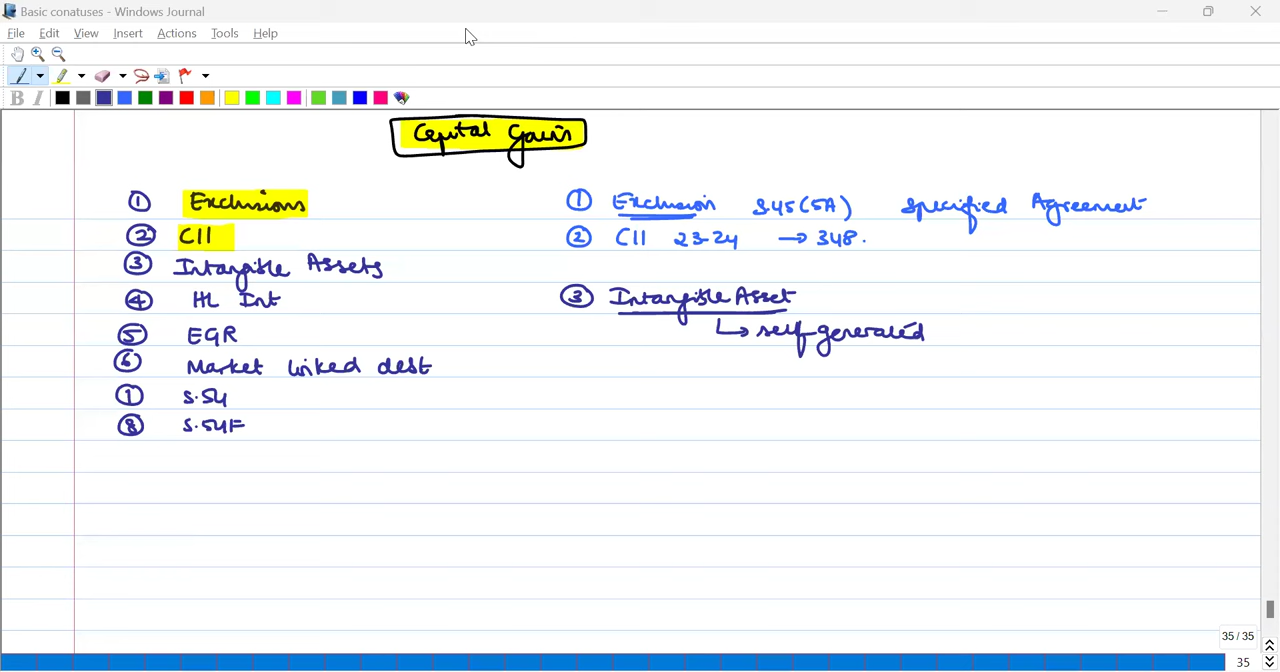 Basic conatuses - Windows Journal
File Edit View Insert Actions Tools Help
B I
Capital Gain
① Exclusions
② CII
③ Intangible Assets
④ HL Int
⑤ EGR
⑥ Market linked debt
① S.54
⑧ S.54F
① Exclusion S.45(5A) Specified Agreement
② CII 23-24 → 348.
③ Intangible Asset
↳ self generated
35 / 35
35